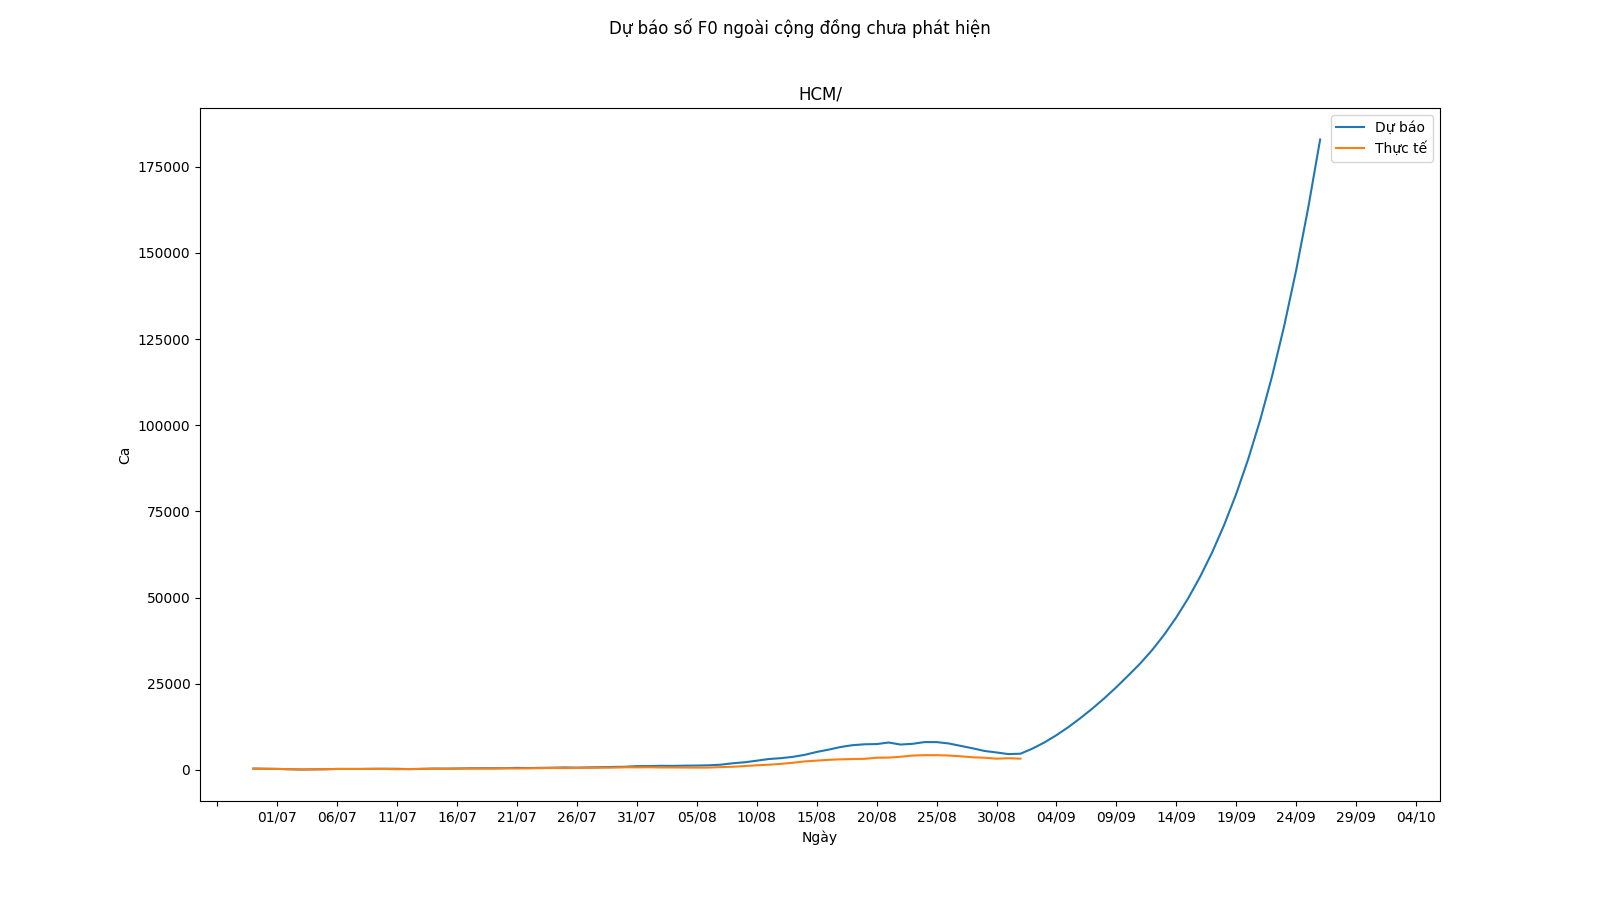 Dự báo số F0 ngoài cộng đồng chưa phát hiện
HCM/
Dự báo
Thực tế
175000
150000
125000
100000
75000
50000
25000
0
Ca
01/07 06/07 11/07 16/07 21/07 26/07 31/07 05/08 10/08 15/08 20/08 25/08 30/08 04/09 09/09 14/09 19/09 24/09 29/09 04/10
Ngày